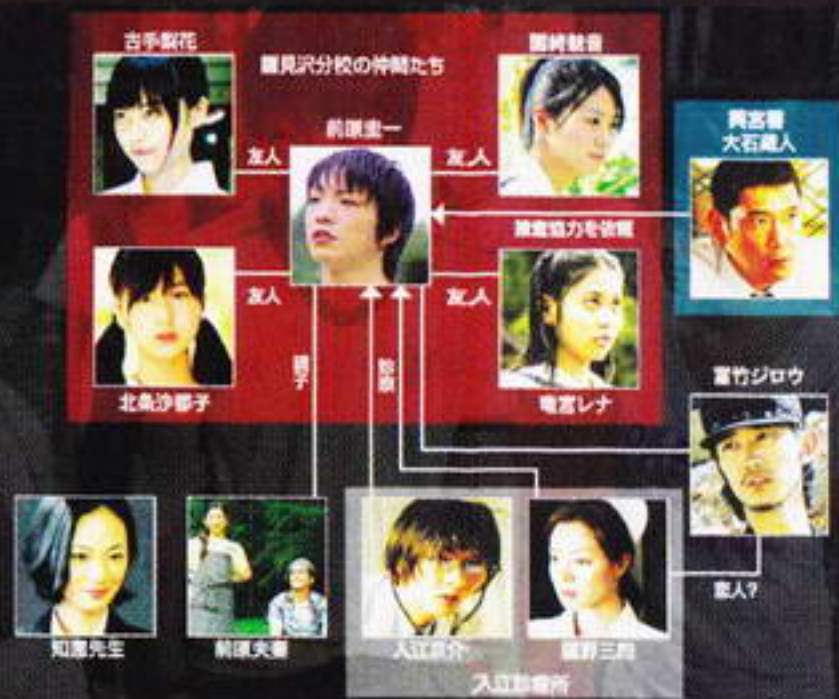 古手梨花
雛見沢分校の仲間たち
園崎魅音
前原圭一
友人
友人
興宮署
大石蔵人
捜査協力を依頼
友人
友人
北条沙都子
竜宮レナ
親子
診察
富竹ジロウ
恋人?
知恵先生
前原夫妻
入江京介
鷹野三四
入江診療所